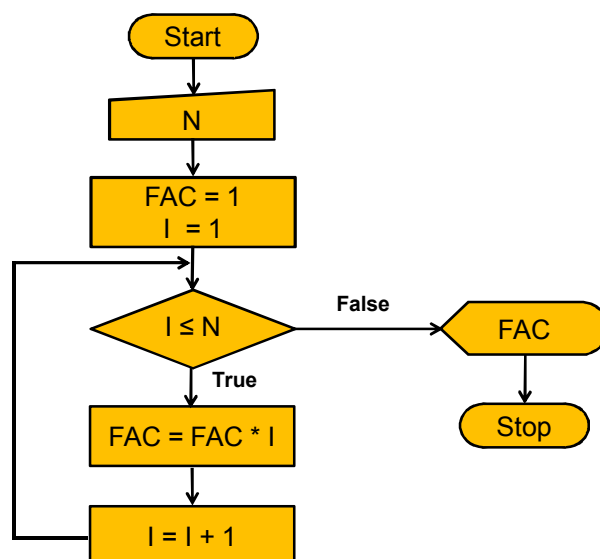 Start
N
FAC = 1
I = 1
I ≤ N
False
FAC
True
FAC = FAC * I
Stop
I = I + 1